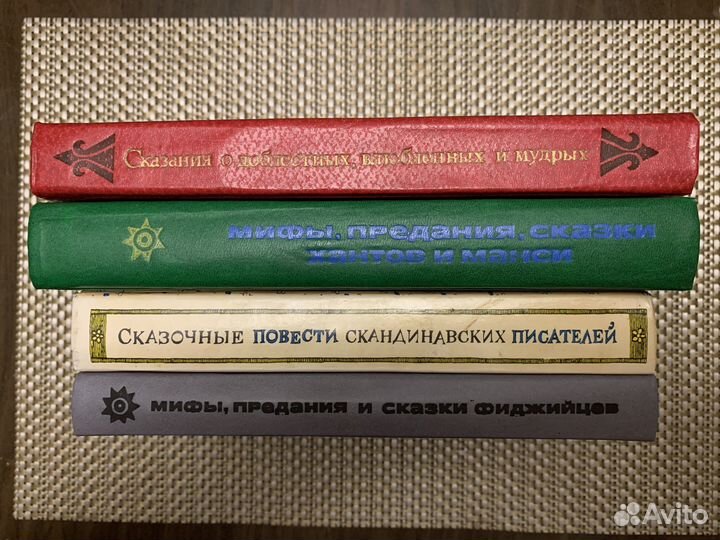 Сказания о доблестных, влюбленных и мудрых
МИФЫ, ПРЕДАНИЯ, СКАЗКИ
ХАНТОВ И МАНСИ
СКАЗОЧНЫЕ ПОВЕСТИ СКАНДИНАВСКИХ ПИСАТЕЛЕЙ
МИФЫ, ПРЕДАНИЯ И СКАЗКИ ФИДЖИЙЦЕВ
Avito